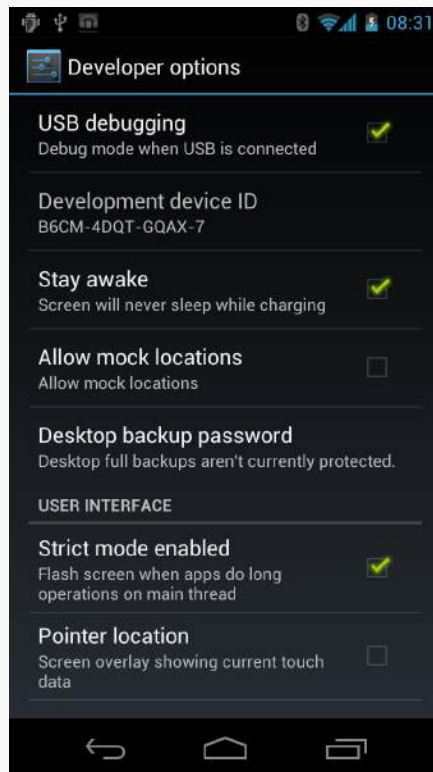 08:31
Developer options
USB debugging
Debug mode when USB is connected
Development device ID
B6CM-4DQT-GQAX-7
Stay awake
Screen will never sleep while charging
Allow mock locations
Allow mock locations
Desktop backup password
Desktop full backups aren't currently protected.
USER INTERFACE
Strict mode enabled
Flash screen when apps do long
operations on main thread
Pointer location
Screen overlay showing current touch
data